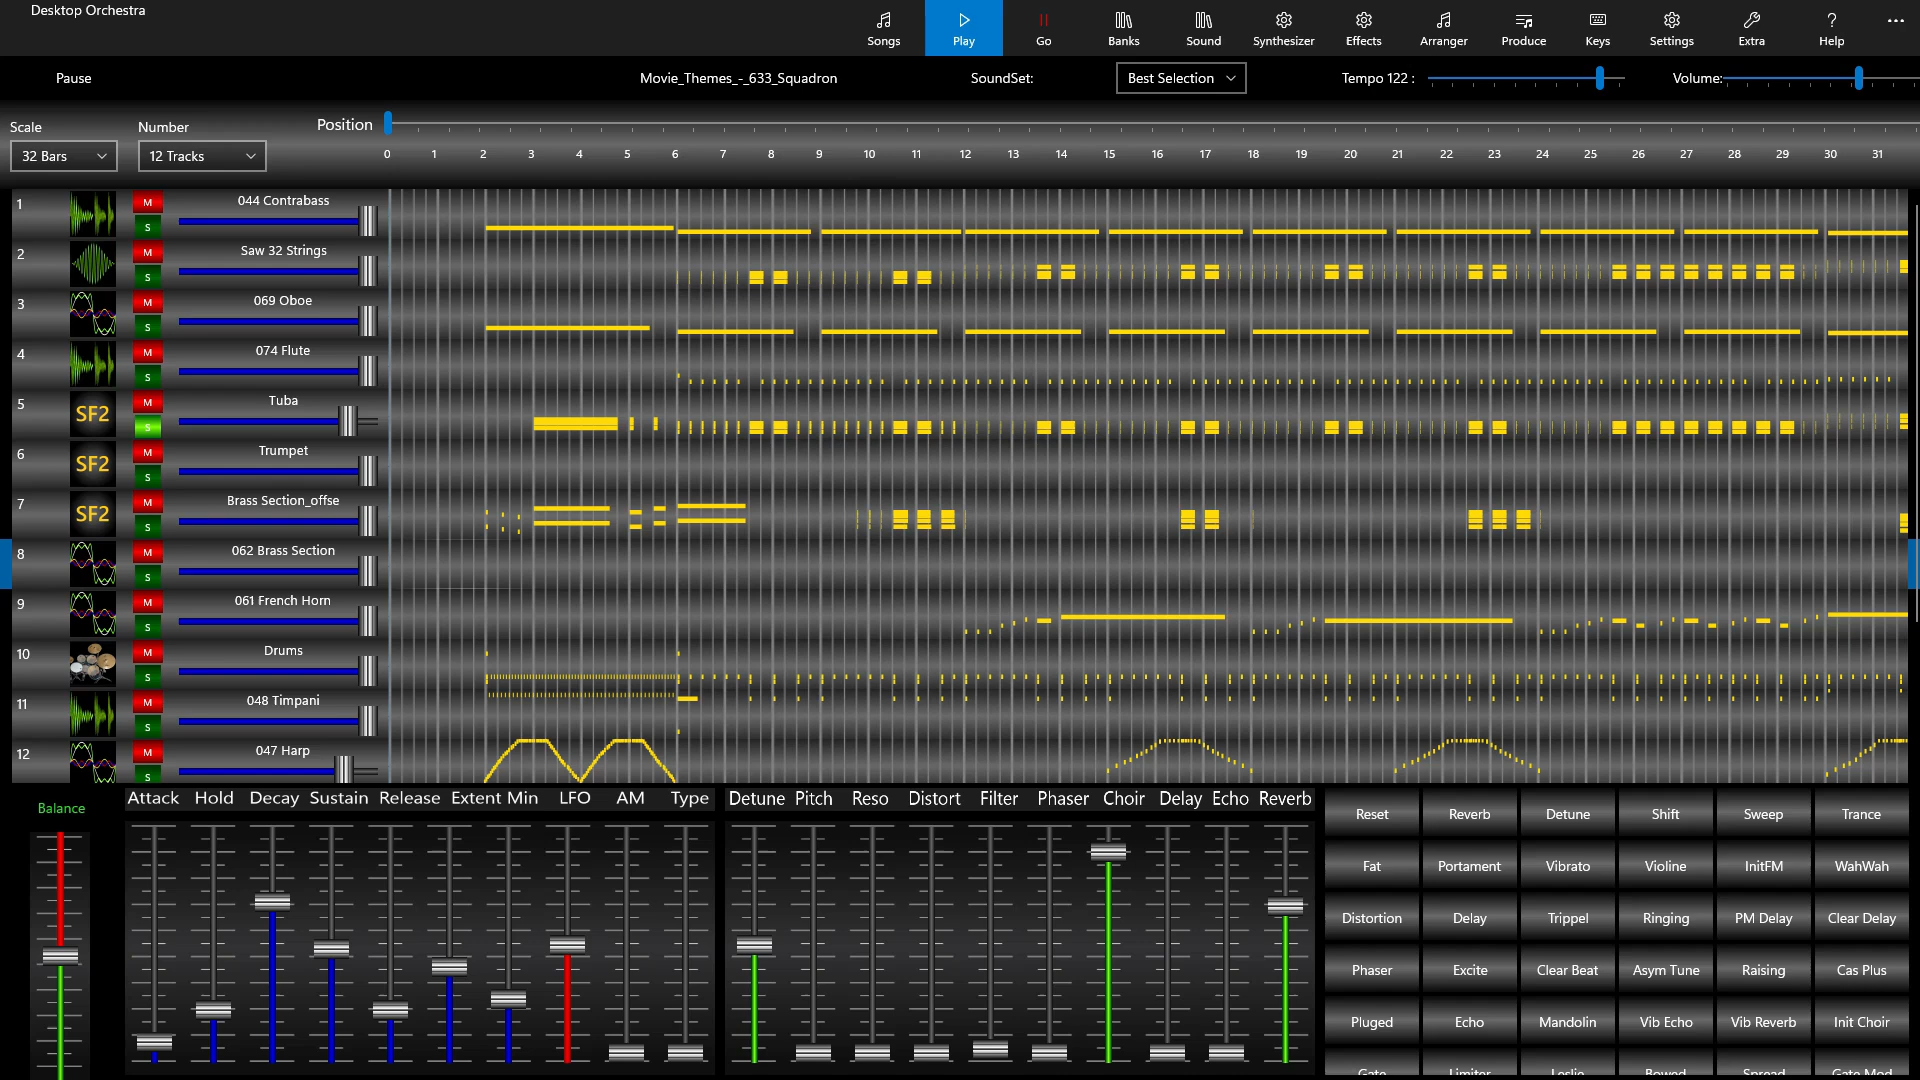 Desktop Orchestra
Songs Play Go Banks Sound Synthesizer Effects Arranger Produce Keys Settings Extra Help
Pause Movie_Themes_-_633_Squadron SoundSet: Best Selection Tempo 122 : Volume:
Scale Number Position
32 Bars 12 Tracks 0 1 2 3 4 5 6 7 8 9 10 11 12 13 14 15 16 17 18 19 20 21 22 23 24 25 26 27 28 29 30 31
1 M 044 Contrabass
S
2 M Saw 32 Strings
S
3 M 069 Oboe
S
4 M 074 Flute
S
5 SF2 M Tuba
S
6 SF2 M Trumpet
S
7 SF2 M Brass Section_offse
S
8 M 062 Brass Section
S
9 M 061 French Horn
S
10 M Drums
S
11 M 048 Timpani
S
12 M 047 Harp
S
Balance Attack Hold Decay Sustain Release Extent Min LFO AM Type Detune Pitch Reso Distort Filter Phaser Choir Delay Echo Reverb
Reset Reverb Detune Shift Sweep Trance
Fat Portament Vibrato Violine InitFM WahWah
Distortion Delay Trippel Ringing PM Delay Clear Delay
Phaser Excite Clear Beat Asym Tune Raising Cas Plus
Pluged Echo Mandolin Vib Echo Vib Reverb Init Choir
Gate Limiter Leslie Bowed Spread Gate Mod